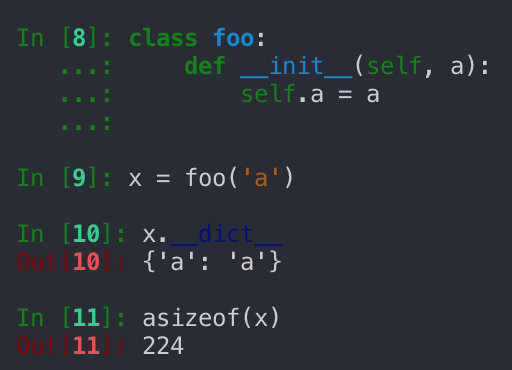 In [8]: class foo:
   ...:     def __init__(self, a):
   ...:         self.a = a
   ...:
In [9]: x = foo('a')
In [10]: x.__dict__
Out[10]: {'a': 'a'}
In [11]: asizeof(x)
Out[11]: 224